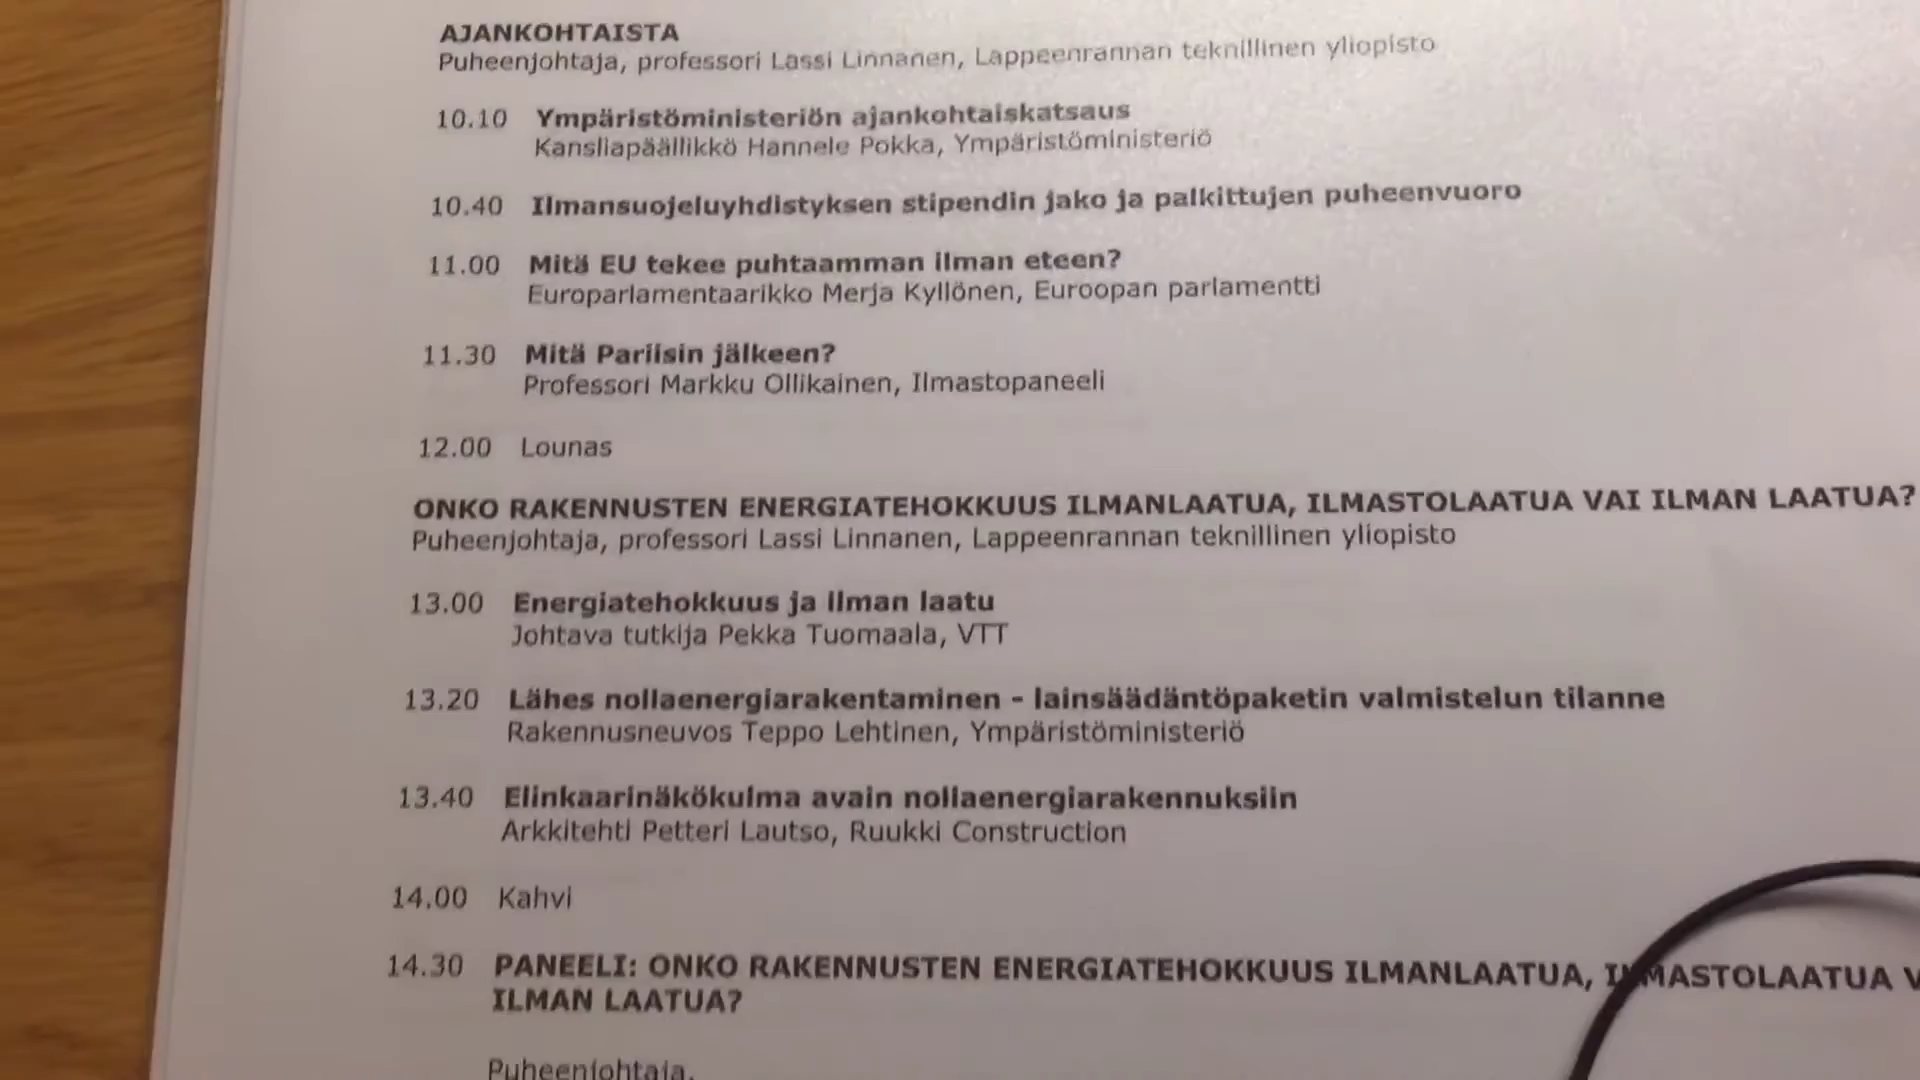 AJANKOHTAISTA
Puheenjohtaja, professori Lassi Linnanen, Lappeenrannan teknillinen yliopisto
10.10 Ympäristöministeriön ajankohtaiskatsaus
Kansliapäällikkö Hannele Pokka, Ympäristöministeriö
10.40 Ilmansuojeluyhdistyksen stipendin jako ja palkittujen puheenvuoro
11.00 Mitä EU tekee puhtaamman ilman eteen?
Europarlamentaarikko Merja Kyllönen, Euroopan parlamentti
11.30 Mitä Pariisin jälkeen?
Professori Markku Ollikainen, Ilmastopaneeli
12.00 Lounas
ONKO RAKENNUSTEN ENERGIATEHOKKUUS ILMANLAATUA, ILMASTOLAATUA VAI ILMAN LAATUA?
Puheenjohtaja, professori Lassi Linnanen, Lappeenrannan teknillinen yliopisto
13.00 Energiatehokkuus ja ilman laatu
Johtava tutkija Pekka Tuomaala, VTT
13.20 Lähes nollaenergiarakentaminen - lainsäädäntöpaketin valmistelun tilanne
Rakennusneuvos Teppo Lehtinen, Ympäristöministeriö
13.40 Elinkaarinäkökulma avain nollaenergiarakennuksiin
Arkkitehti Petteri Lautso, Ruukki Construction
14.00 Kahvi
14.30 PANEELI: ONKO RAKENNUSTEN ENERGIATEHOKKUUS ILMANLAATUA, ILMASTOLAATUA V
ILMAN LAATUA?
Puheenjohtaja,